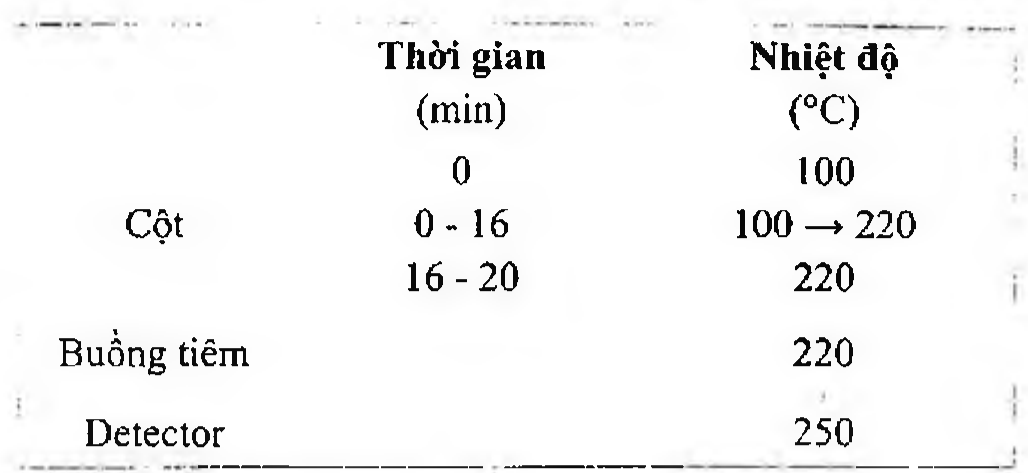 Thời gian Nhiệt độ
(min) (°C)
0 100
Cột 0 - 16 100 → 220
16 - 20 220
Buồng tiêm 220
Detector 250